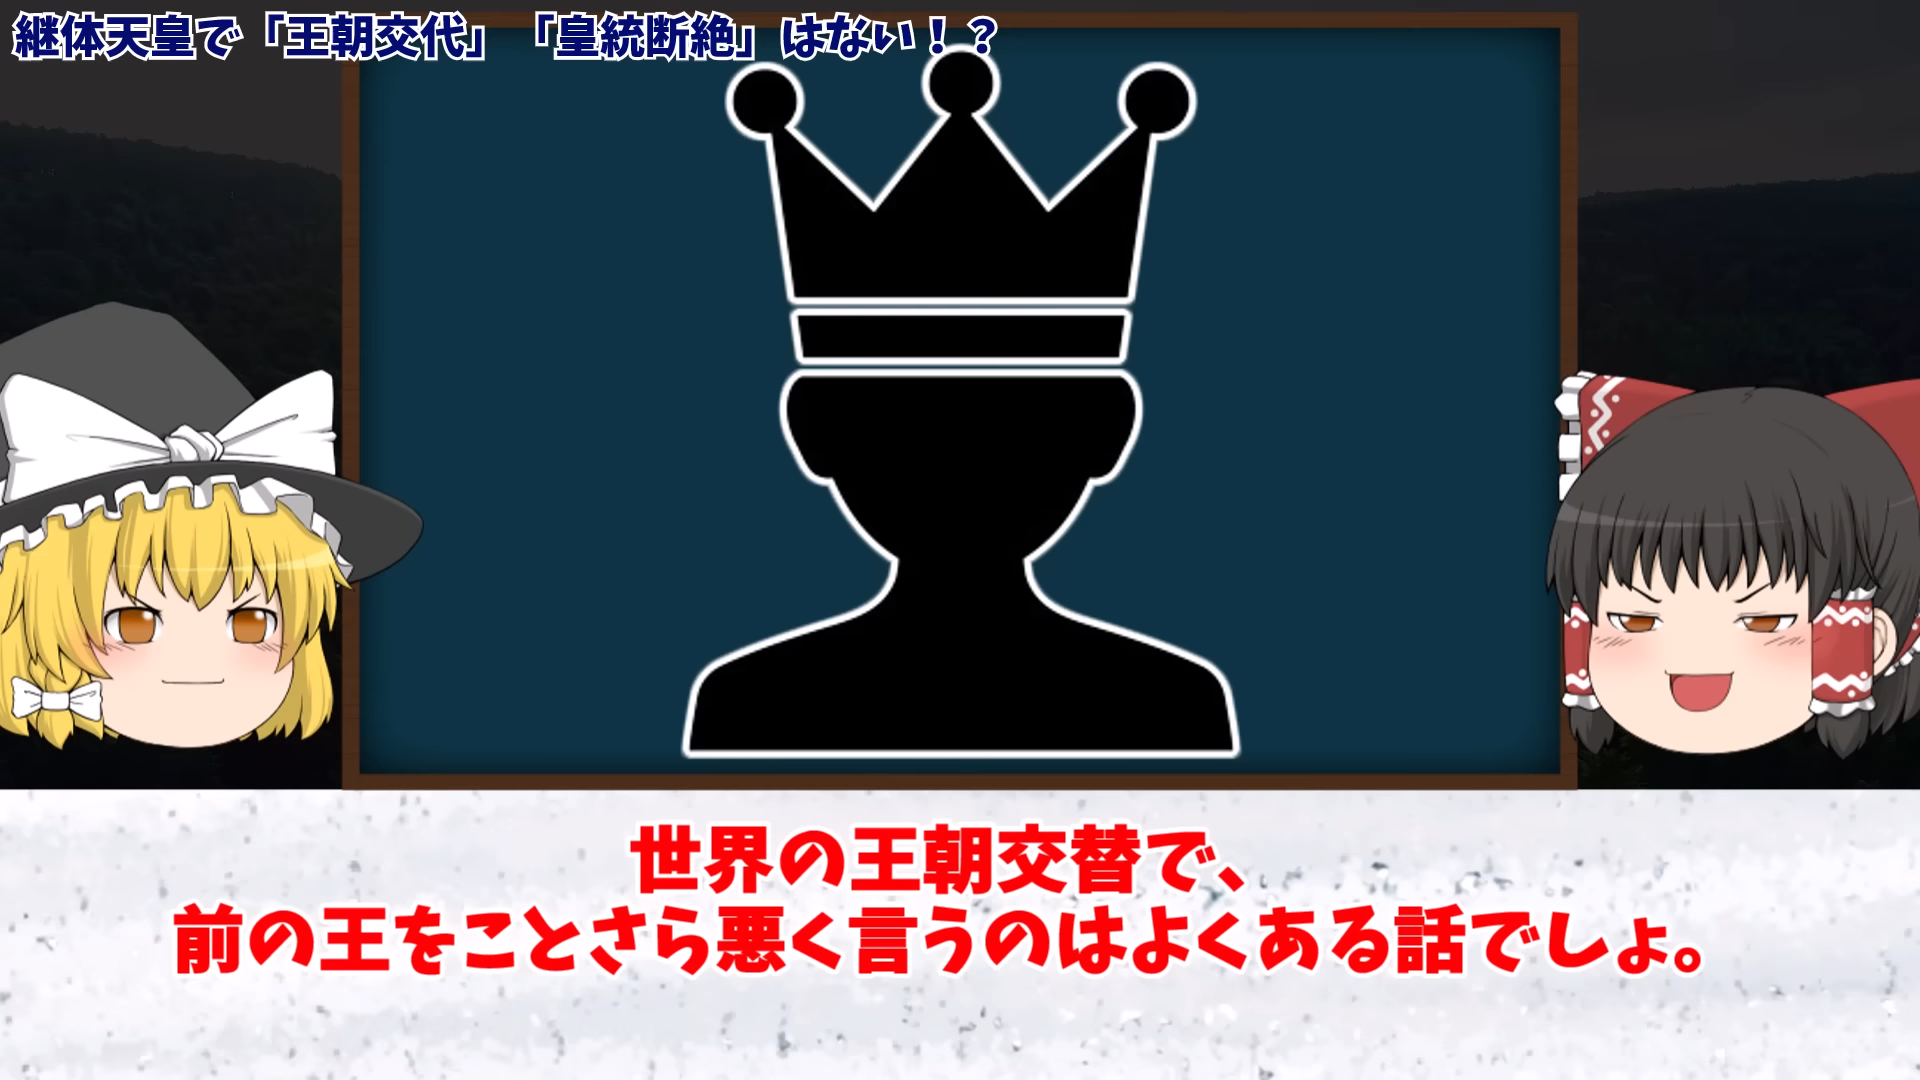 継体天皇で「王朝交代」「皇統断絶」はない！？
世界の王朝交替で、
前の王をことさら悪く言うのはよくある話でしょ。